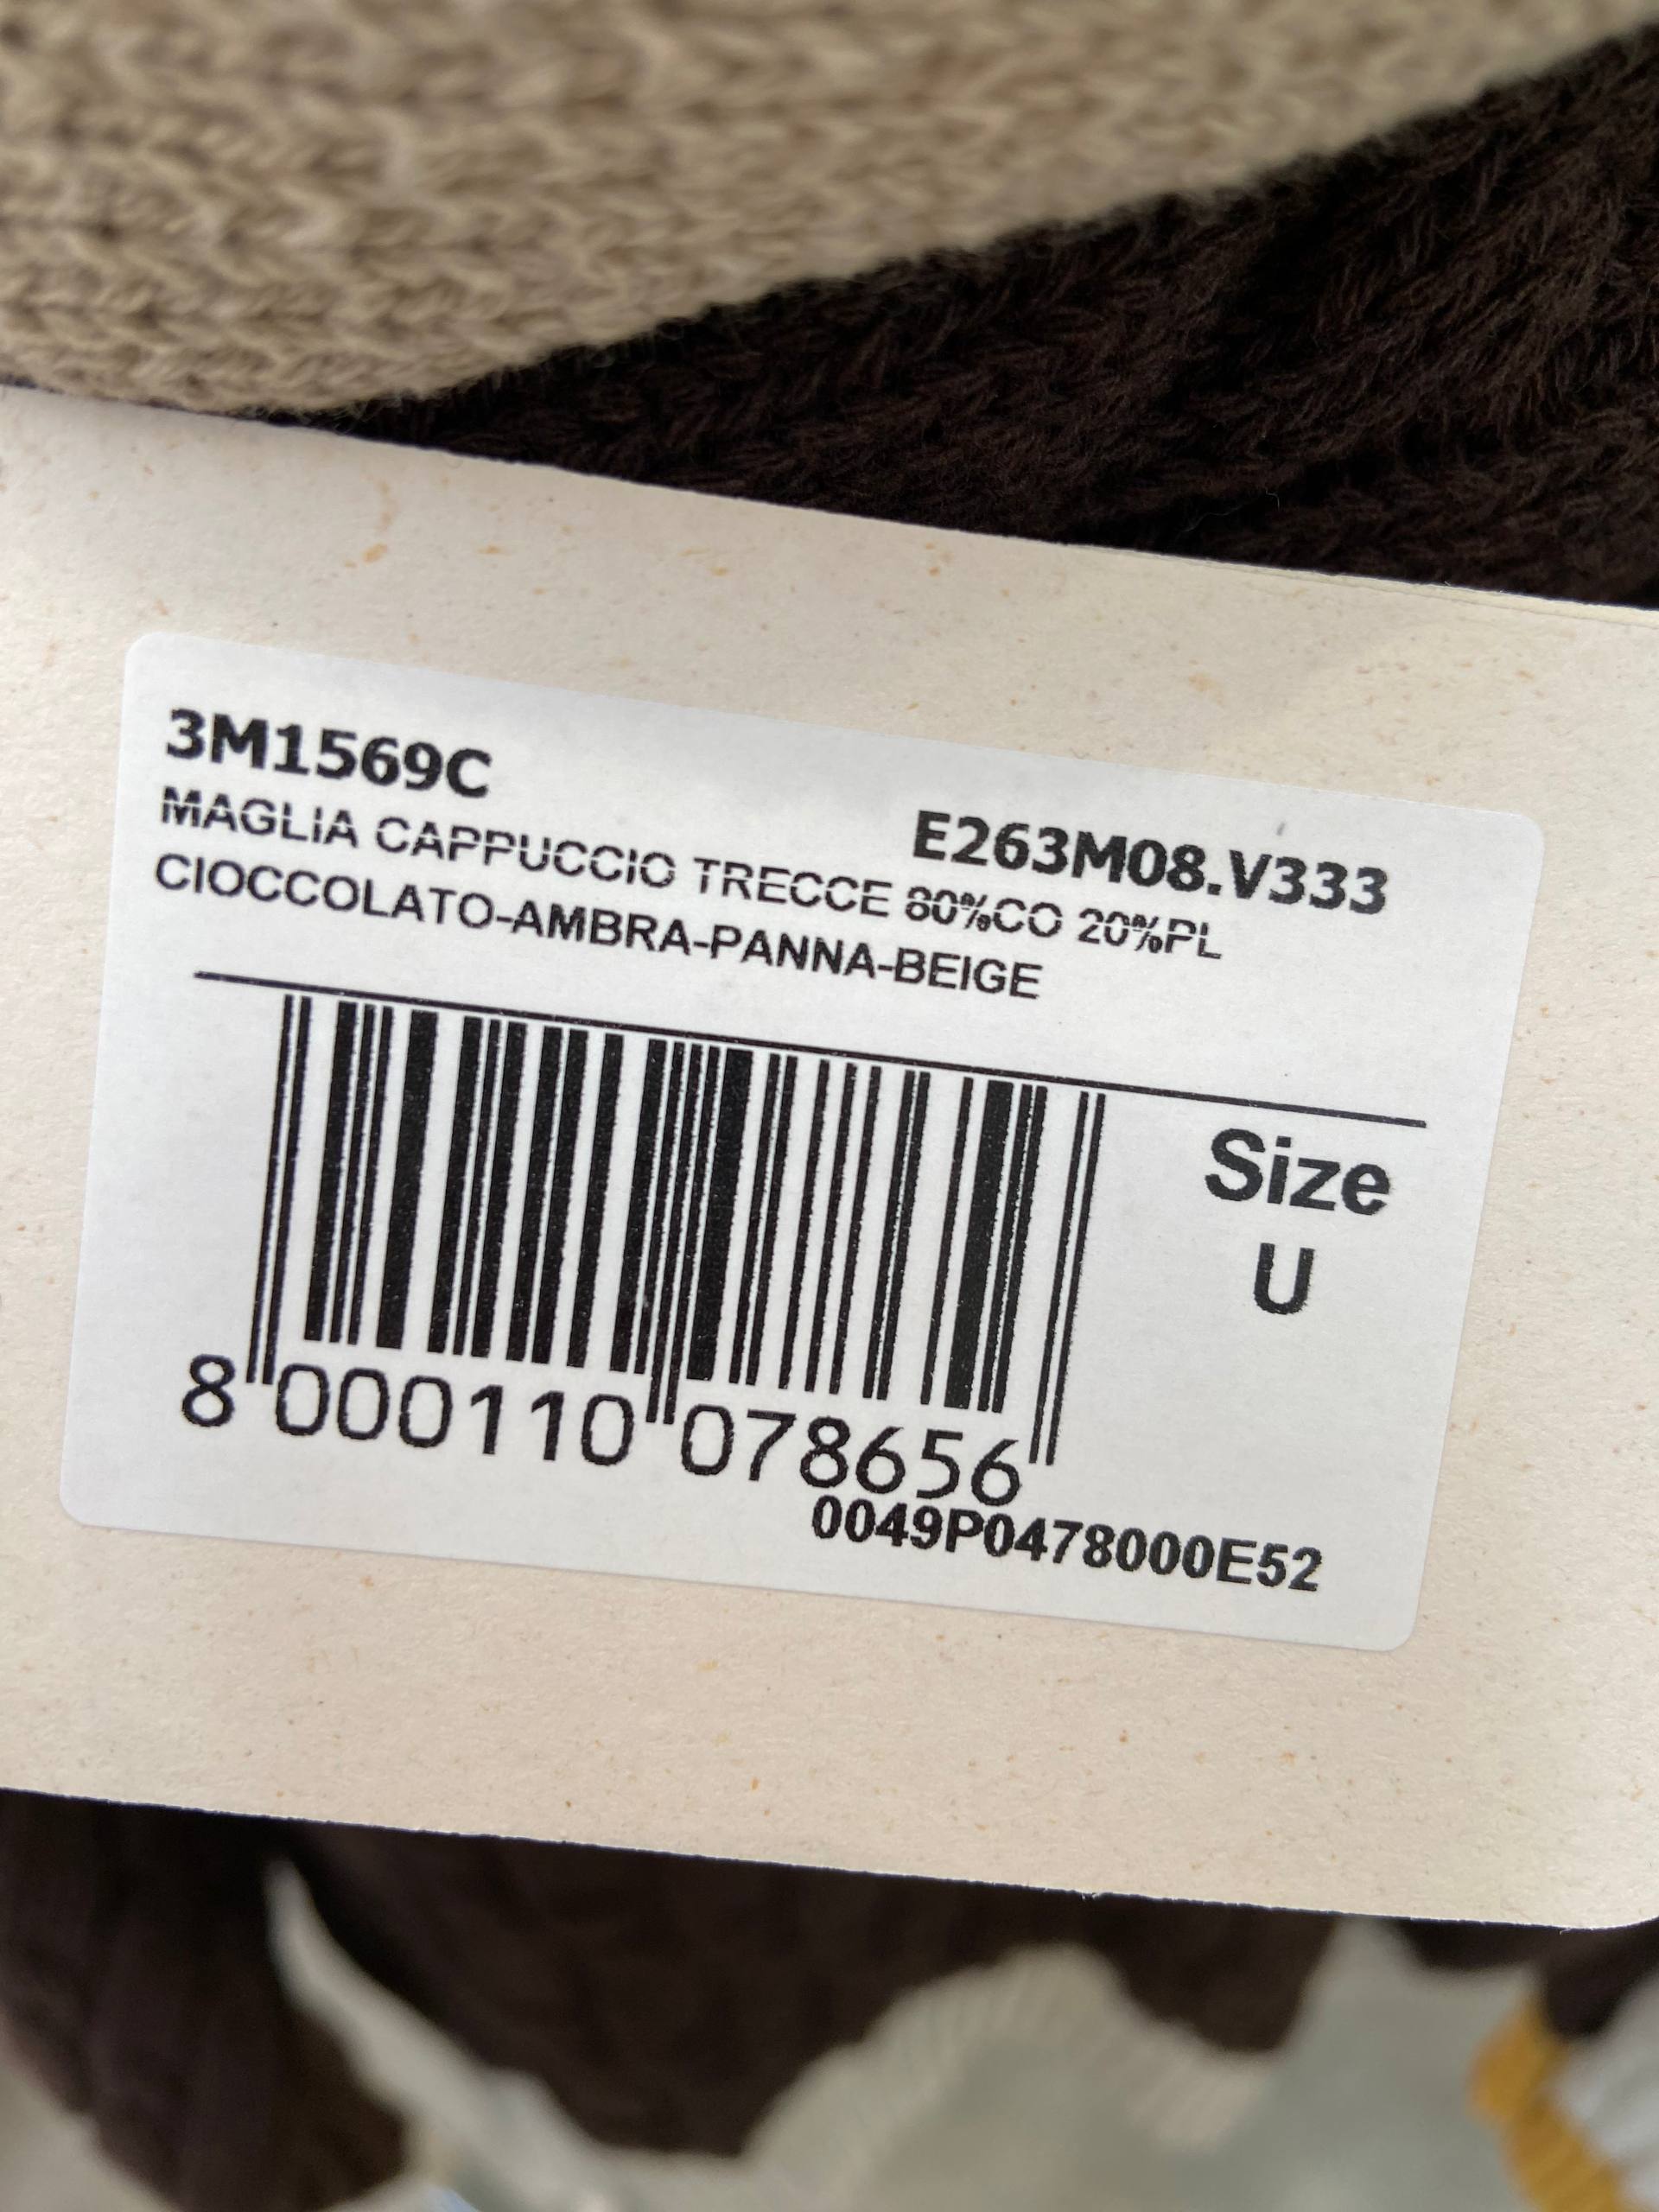 3M1569C
E263M08.V333
MAGLIA CAPPUCCIO TRECCE 80%CO 20%PL
CIOCCOLATO-AMBRA-PANNA-BEIGE
Size
U
8 000110 078656
0049P0478000E52